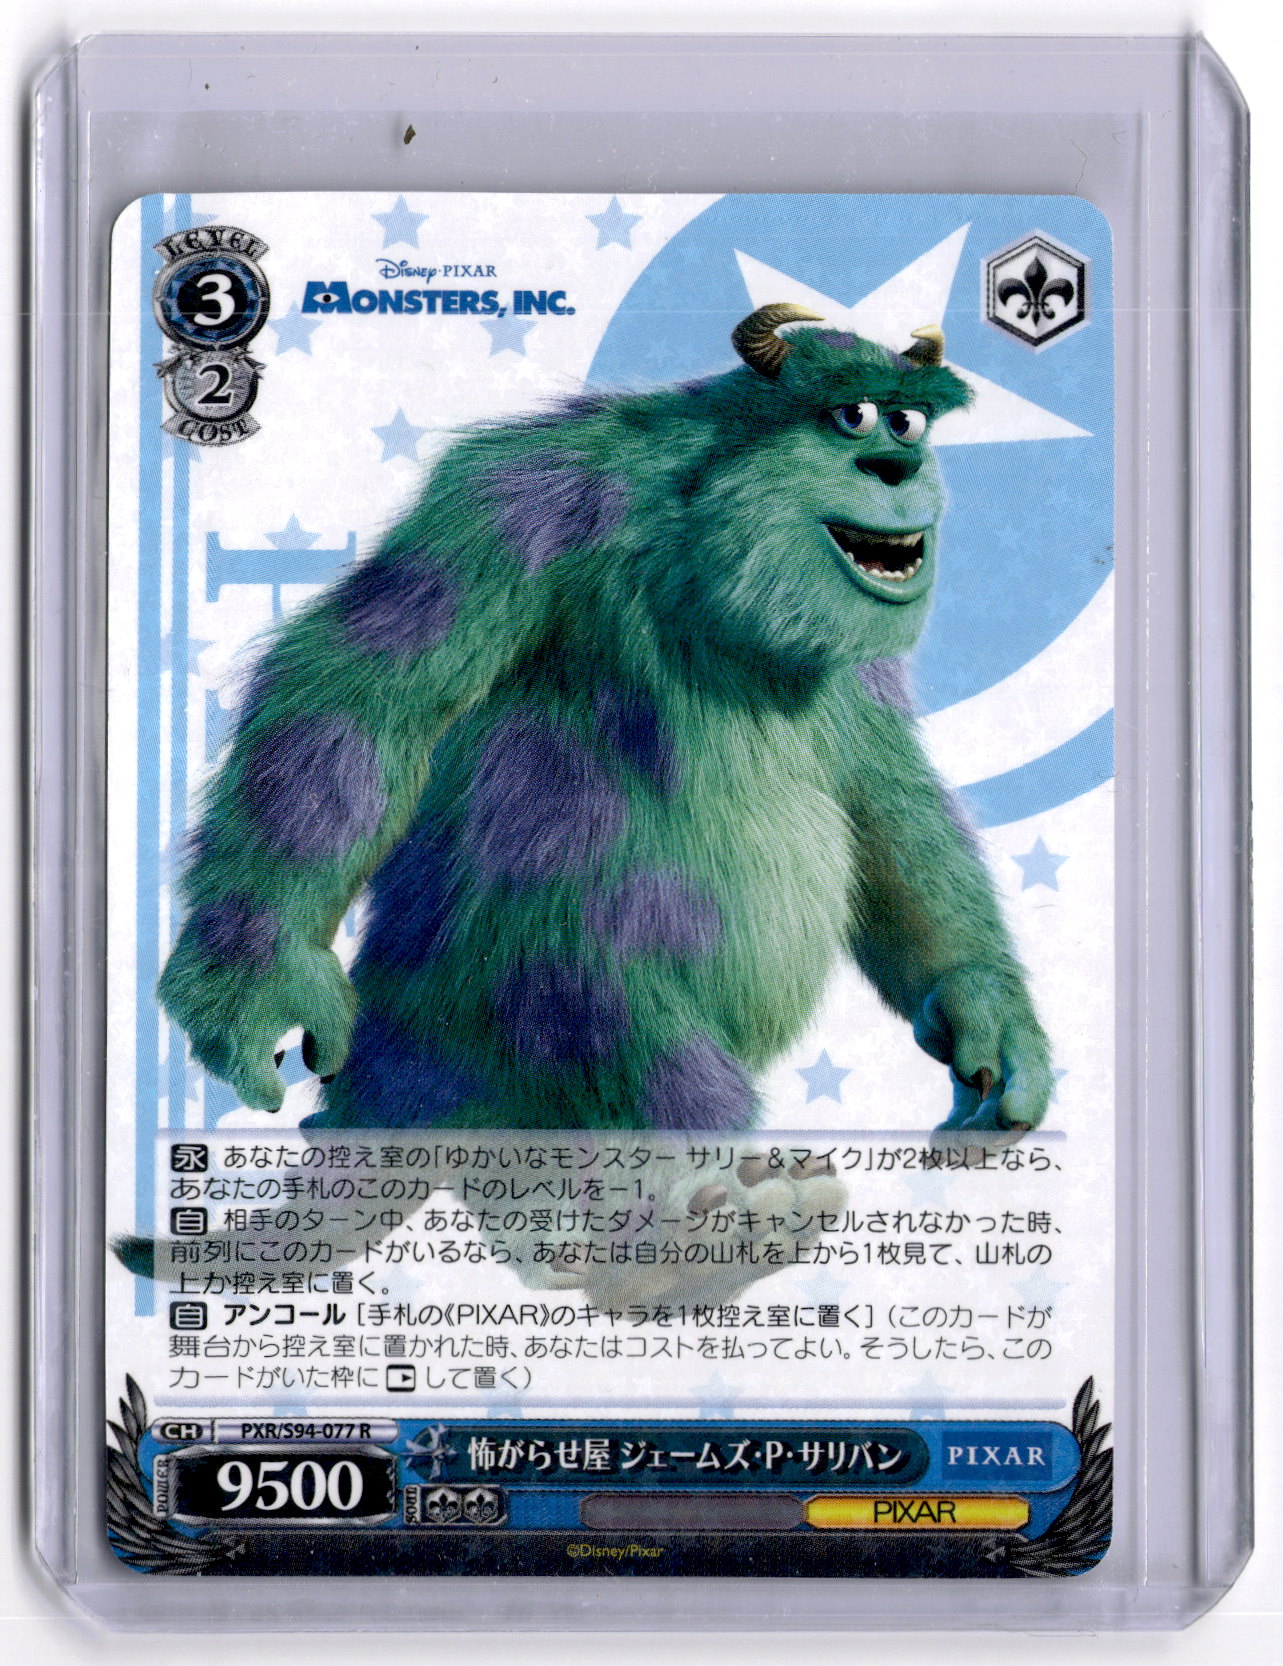 LEVEL
3
2
COST
Disney·PIXAR
MONSTERS, INC.
永 あなたの控え室の「ゆかいなモンスター サリー&マイク」が2枚以上なら、
あなたの手札のこのカードのレベルを－1。
自 相手のターン中、あなたの受けたダメージがキャンセルされなかった時、
前列にこのカードがいるなら、あなたは自分の山札を上から1枚見て、山札の
上か控え室に置く。
自 アンコール [手札の《PIXAR》のキャラを1枚控え室に置く] (このカードが
舞台から控え室に置かれた時、あなたはコストを払ってよい。そうしたら、この
カードがいた枠に して置く)
CH PXR/S94-077 R
POWER 9500
SOUL
怖がらせ屋 ジェームズ・P・サリバン
PIXAR
PIXAR
©Disney/Pixar